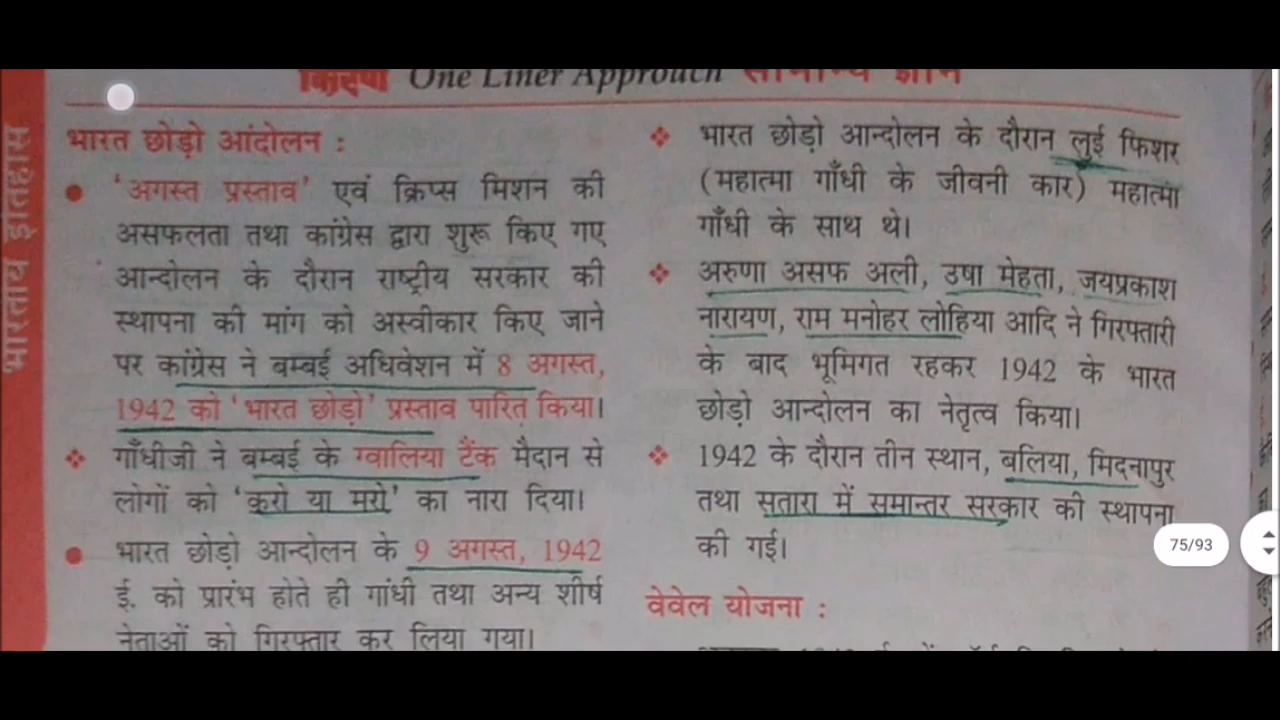 किरण One Liner Approach सामान्य ज्ञान
भारतीय इतिहास
भारत छोड़ो आंदोलन :
● 'अगस्त प्रस्ताव' एवं क्रिप्स मिशन की
असफलता तथा कांग्रेस द्वारा शुरू किए गए
आन्दोलन के दौरान राष्ट्रीय सरकार की
स्थापना की मांग को अस्वीकार किए जाने
पर कांग्रेस ने बम्बई अधिवेशन में 8 अगस्त,
1942 को 'भारत छोड़ो' प्रस्ताव पारित किया।
❖ गाँधीजी ने बम्बई के ग्वालिया टैंक मैदान से
लोगों को 'करो या मरो' का नारा दिया।
● भारत छोड़ो आन्दोलन के 9 अगस्त, 1942
ई. को प्रारंभ होते ही गांधी तथा अन्य शीर्ष
नेताओं को गिरफ्तार कर लिया गया।
❖ भारत छोड़ो आन्दोलन के दौरान लुई फिशर
(महात्मा गाँधी के जीवनी कार) महात्मा
गाँधी के साथ थे।
❖ अरुणा असफ अली, उषा मेहता, जयप्रकाश
नारायण, राम मनोहर लोहिया आदि ने गिरफ्तारी
के बाद भूमिगत रहकर 1942 के भारत
छोड़ो आन्दोलन का नेतृत्व किया।
❖ 1942 के दौरान तीन स्थान, बलिया, मिदनापुर
तथा सतारा में समान्तर सरकार की स्थापना
की गई।
वेवेल योजना :
75/93